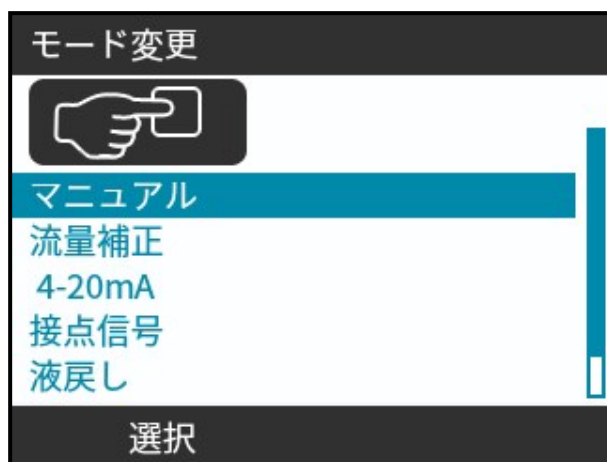 モード変更
マニュアル
流量補正
4-20mA
接点信号
液戻し
選択